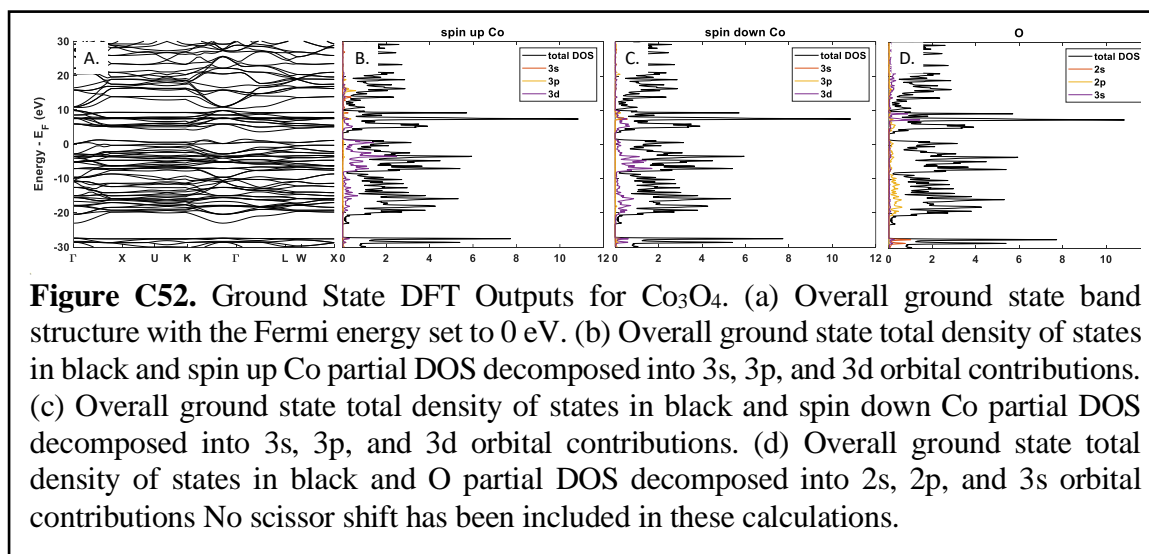 spin up Co
spin down Co
O
A.
B.
C.
D.
total DOS
3s
3p
3d
total DOS
3s
3p
3d
total DOS
2s
2p
3s
Energy - E_F (eV)
30
20
10
0
-10
-20
-30
Γ X U K Γ L W X
0 2 4 6 8 10 12
0 2 4 6 8 10 12
0 2 4 6 8 10 12
Figure C52. Ground State DFT Outputs for Co₃O₄. (a) Overall ground state band
structure with the Fermi energy set to 0 eV. (b) Overall ground state total density of states
in black and spin up Co partial DOS decomposed into 3s, 3p, and 3d orbital contributions.
(c) Overall ground state total density of states in black and spin down Co partial DOS
decomposed into 3s, 3p, and 3d orbital contributions. (d) Overall ground state total
density of states in black and O partial DOS decomposed into 2s, 2p, and 3s orbital
contributions No scissor shift has been included in these calculations.